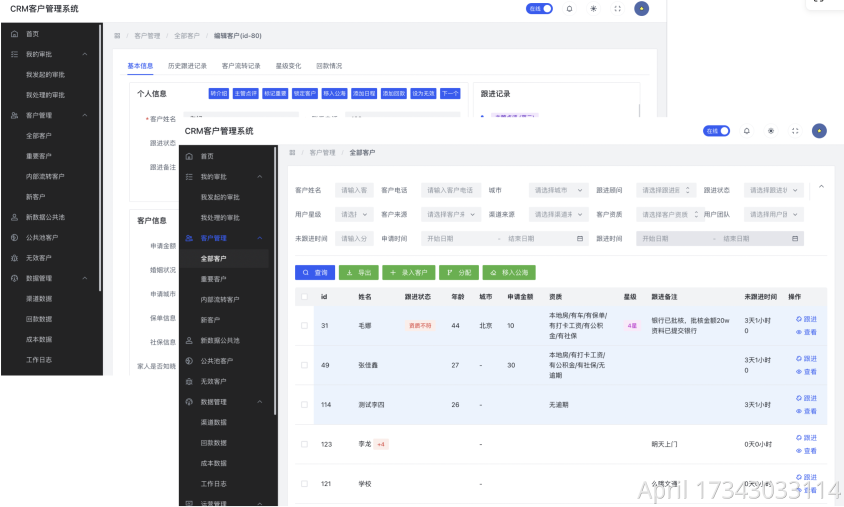 CRM客户管理系统
在线
客户管理 / 全部客户 / 编辑客户(id-80)
首页
我的审批
我发起的审批
我处理的审批
客户管理
全部客户
重要客户
内部流转客户
新客户
新数据公共池
公共池客户
无效客户
数据管理
渠道数据
回款数据
成本数据
工作日志
基本信息 历史跟进记录 客户流转记录 星级变化 回款情况
个人信息
转介绍 主管点评 标记重要 锁定客户 移入公海 添加日程 添加回款 设为无效 下一个
跟进记录
*客户姓名
跟进状态
跟进备注
客户信息
申请金额
婚姻状况
申请城市
保单信息
社保信息
家人是否知晓
CRM客户管理系统
在线
客户管理 / 全部客户
首页
我的审批
我发起的审批
我处理的审批
客户管理
全部客户
重要客户
内部流转客户
新客户
新数据公共池
公共池客户
无效客户
数据管理
渠道数据
回款数据
成本数据
工作日志
运营管理
客户姓名 请输入客 客户电话 请输入客户电话 城市 请选择城市 跟进顾问 请选择跟进顾 跟进状态 请选择跟进状
用户星级 请选择 客户来源 请选择客户来 渠道来源 请选择渠道来 客户资质 请选择客户资质 用户团队 请选择用户团
未跟进时间 请输入分 申请时间 开始日期 - 结束日期 跟进时间 开始日期 - 结束日期
查询 导出 + 录入客户 分配 移入公海
id 姓名 跟进状态 年龄 城市 申请金额 资质 星级 跟进备注 未跟进时间 操作
31 毛娜 资质不符 44 北京 10 本地房/有车/有保单/有打卡工资/有公积金/有社保 4星 银行已批核，批核金额20w 资料已提交银行 3天1小时0 跟进 查看
49 张佳鑫 27 - 30 本地房/有打卡工资/有公积金/有社保/无逾期 3天1小时0 跟进 查看
114 测试李四 26 - 无逾期 3天1小时 跟进 查看
123 李龙 +4 - 明天上门 0天0小时 跟进 查看
121 学校 - 0天0小时 跟进 查看
April 17343033114